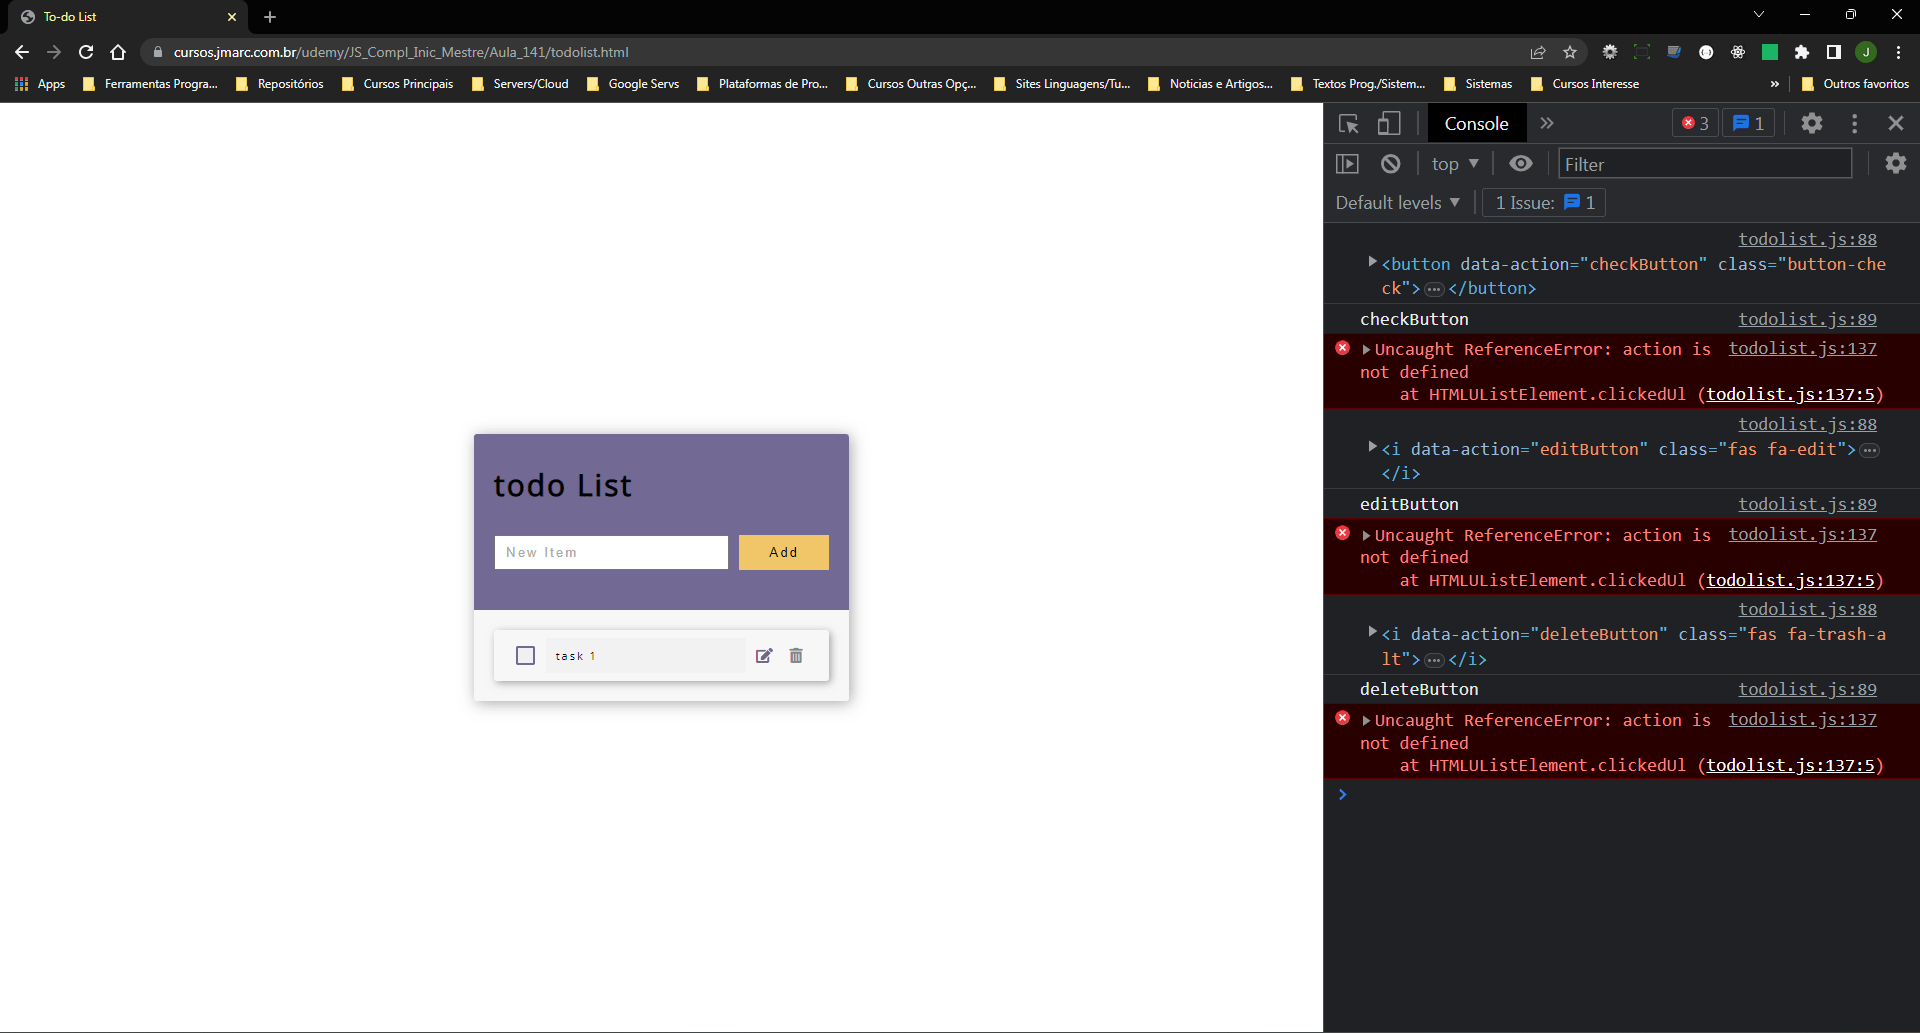 To-do List
cursos.jmarc.com.br/udemy/JS_Compl_Inic_Mestre/Aula_141/todolist.html
J
Apps Ferramentas Progra... Repositórios Cursos Principais Servers/Cloud Google Servs Plataformas de Pro... Cursos Outras Opç... Sites Linguagens/Tu... Noticias e Artigos... Textos Prog./Sistem... Sistemas Cursos Interesse » Outros favoritos
Console » 3 1
top Filter
Default levels 1 Issue: 1
todolist.js:88
<button data-action="checkButton" class="button-che
ck">…</button>
checkButton todolist.js:89
Uncaught ReferenceError: action is todolist.js:137
not defined
at HTMLUListElement.clickedUl (todolist.js:137:5)
todolist.js:88
<i data-action="editButton" class="fas fa-edit">…
</i>
editButton todolist.js:89
Uncaught ReferenceError: action is todolist.js:137
not defined
at HTMLUListElement.clickedUl (todolist.js:137:5)
todolist.js:88
<i data-action="deleteButton" class="fas fa-trash-a
lt">…</i>
deleteButton todolist.js:89
Uncaught ReferenceError: action is todolist.js:137
not defined
at HTMLUListElement.clickedUl (todolist.js:137:5)
todo List
New Item Add
task 1